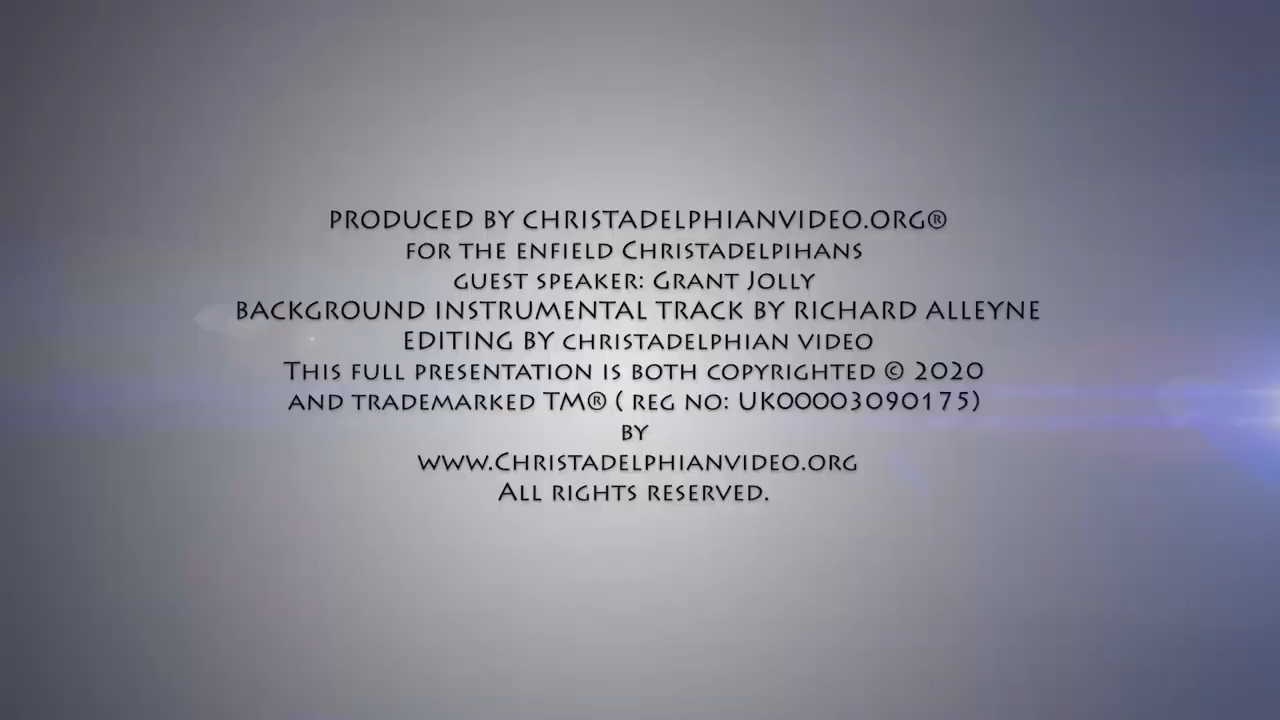 PRODUCED BY CHRISTADELPHIANVIDEO.ORG®
FOR THE ENFIELD CHRISTADELPIHANS
GUEST SPEAKER: GRANT JOLLY
BACKGROUND INSTRUMENTAL TRACK BY RICHARD ALLEYNE
EDITING BY CHRISTADELPHIAN VIDEO
THIS FULL PRESENTATION IS BOTH COPYRIGHTED © 2020
AND TRADEMARKED TM® ( REG NO: UK00003090175)
BY
WWW.CHRISTADELPHIANVIDEO.ORG
ALL RIGHTS RESERVED.